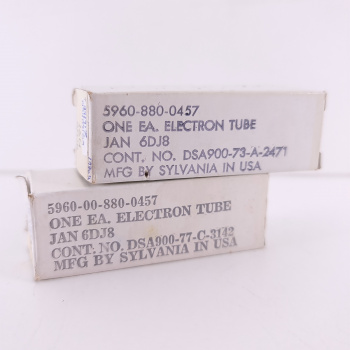 5960-880-0457
ONE EA. ELECTRON TUBE
JAN 6DJ8
CONT. NO. DSA900-73-A-2471
MFG BY SYLVANIA IN USA
5960-00-880-0457
ONE EA. ELECTRON TUBE
JAN 6DJ8
CONT. NO. DSA900-77-C-3142
MFG BY SYLVANIA IN USA